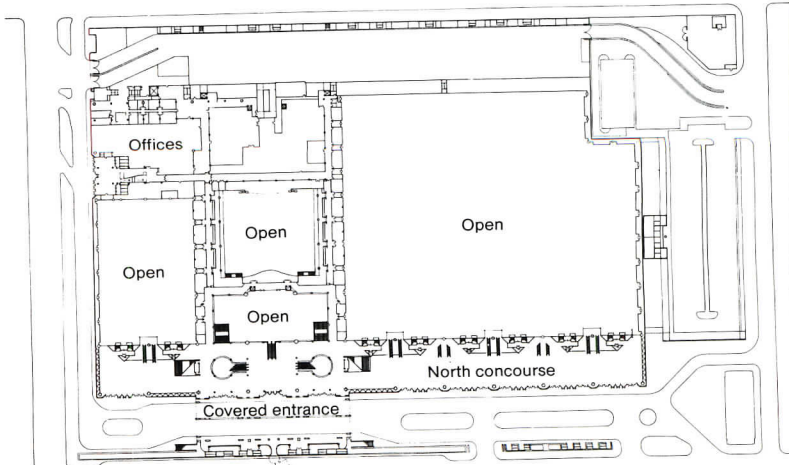 Offices
Open
Open
Open
Open
North concourse
Covered entrance